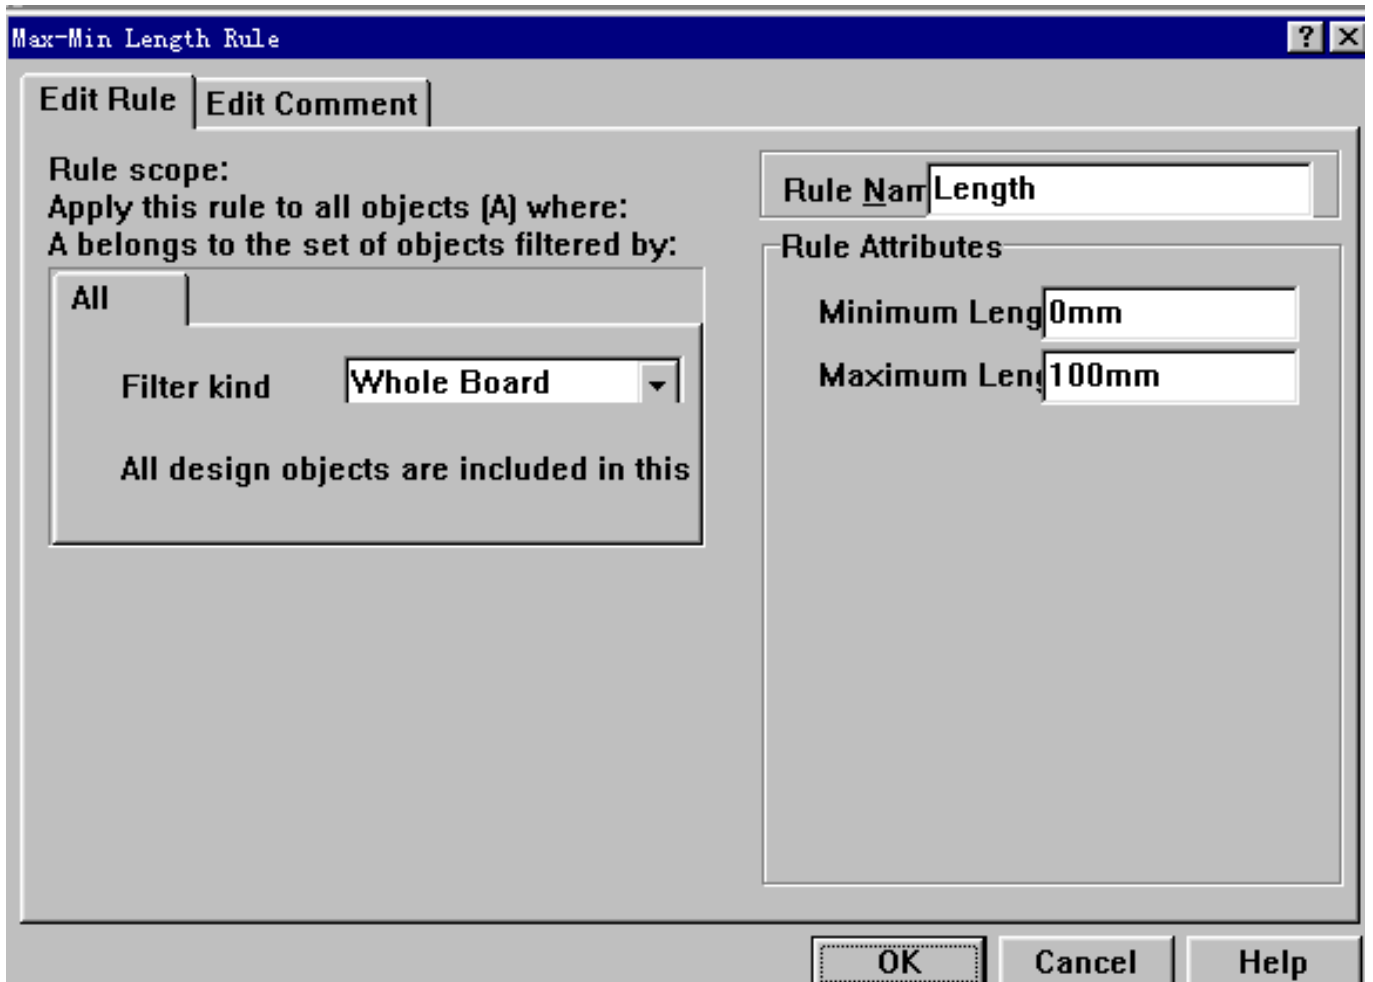 Max-Min Length Rule
Edit Rule
Edit Comment
Rule scope:
Apply this rule to all objects (A) where:
A belongs to the set of objects filtered by:
All
Filter kind
Whole Board
All design objects are included in this
Rule Nam
Length
Rule Attributes
Minimum Leng
0mm
Maximum Leng
100mm
OK
Cancel
Help